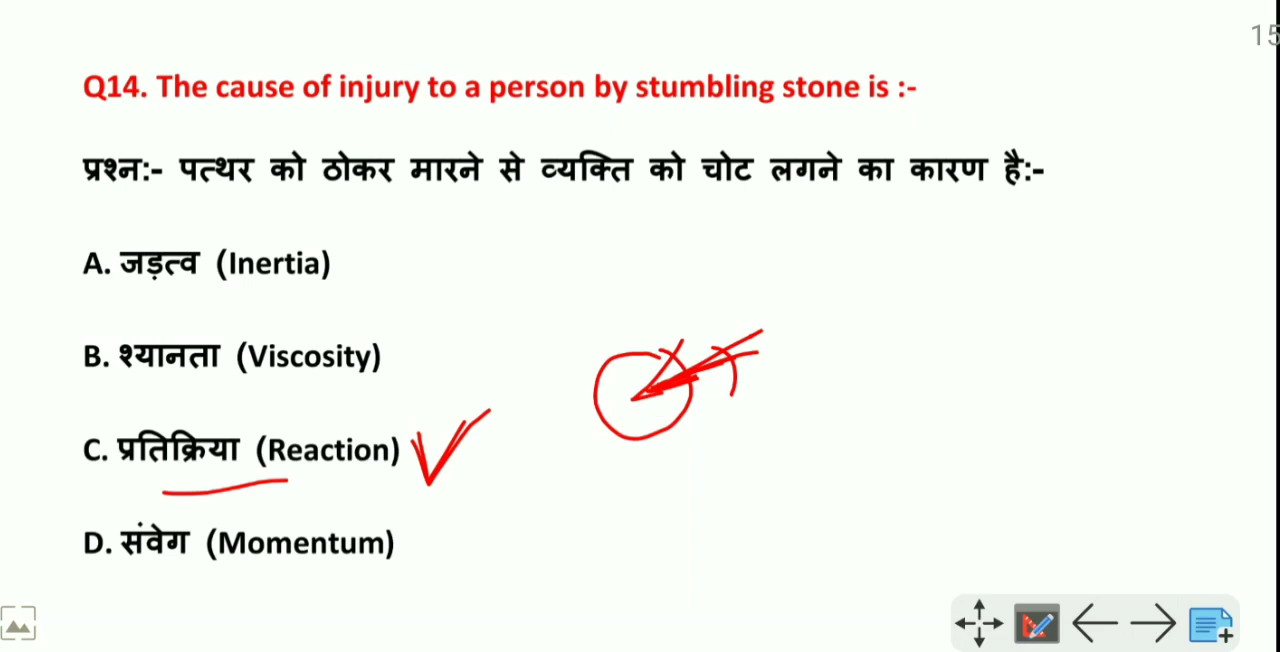 15
Q14. The cause of injury to a person by stumbling stone is :-
प्रश्न:- पत्थर को ठोकर मारने से व्यक्ति को चोट लगने का कारण है:-
A. जड़त्व (Inertia)
B. श्यानता (Viscosity)
C. प्रतिक्रिया (Reaction)
D. संवेग (Momentum)